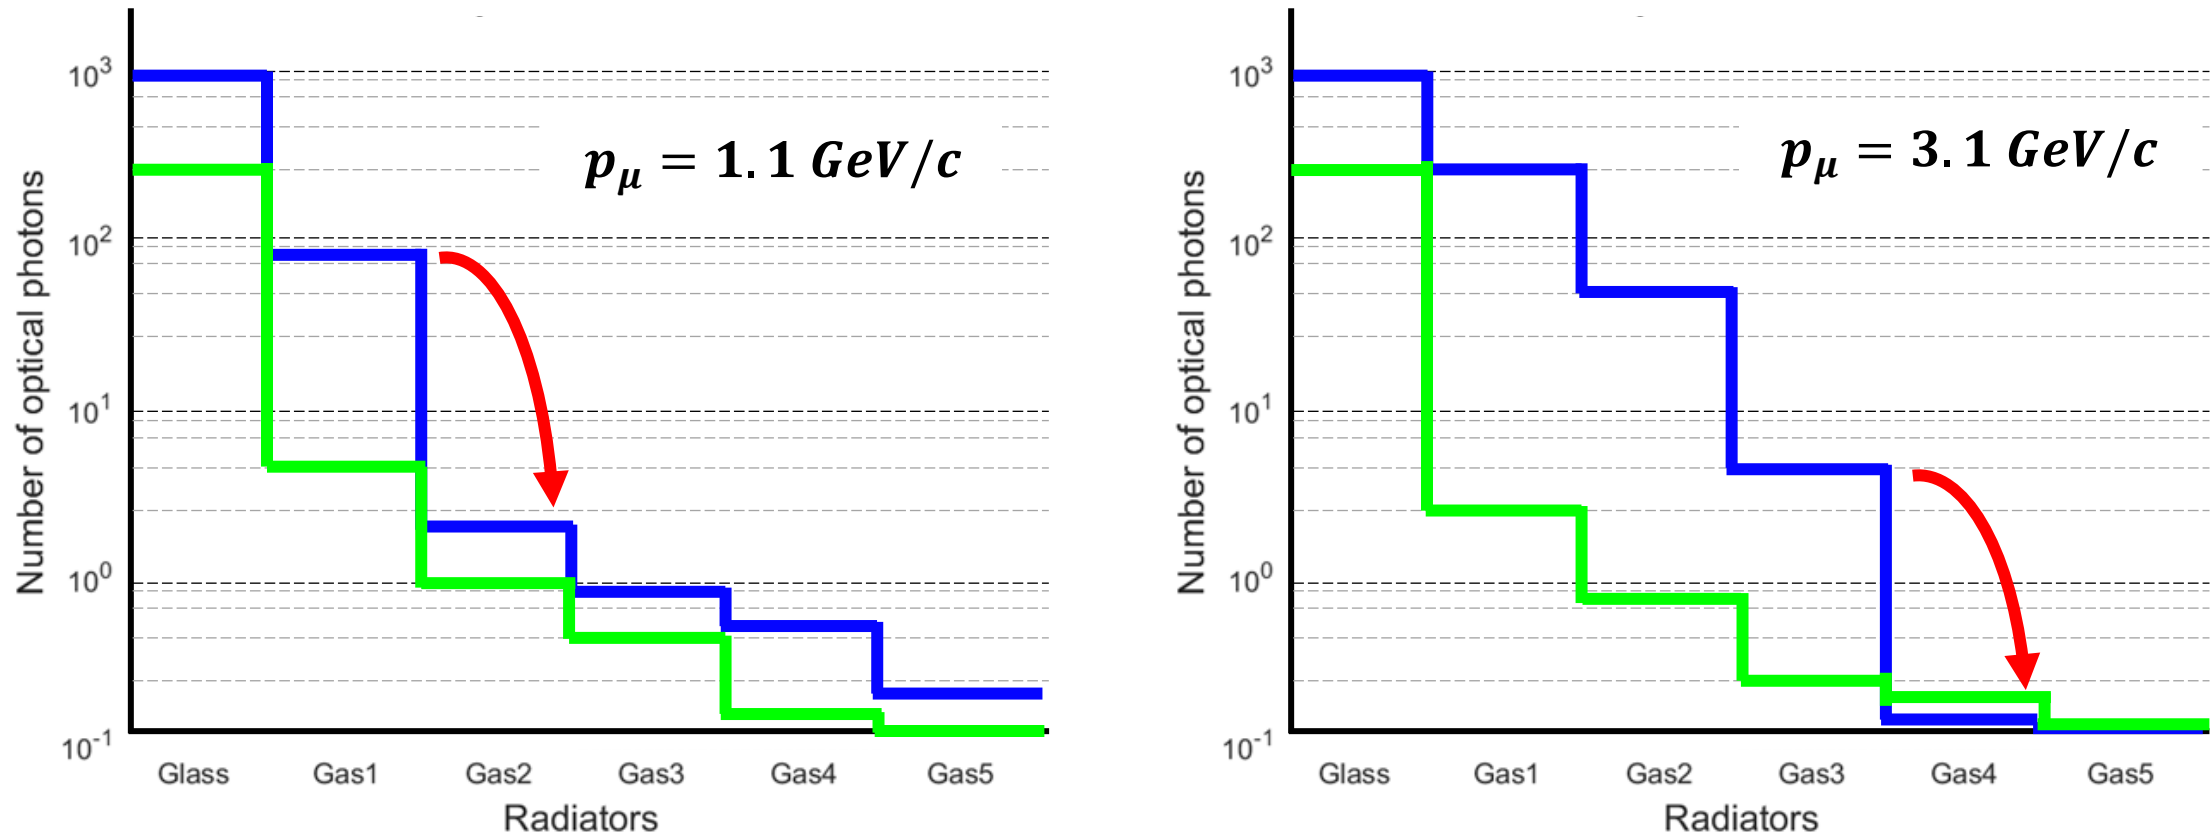 p_μ = 1.1 GeV/c
Number of optical photons
10^3
10^2
10^1
10^0
10^-1
Glass Gas1 Gas2 Gas3 Gas4 Gas5
Radiators
p_μ = 3.1 GeV/c
Number of optical photons
10^3
10^2
10^1
10^0
10^-1
Glass Gas1 Gas2 Gas3 Gas4 Gas5
Radiators